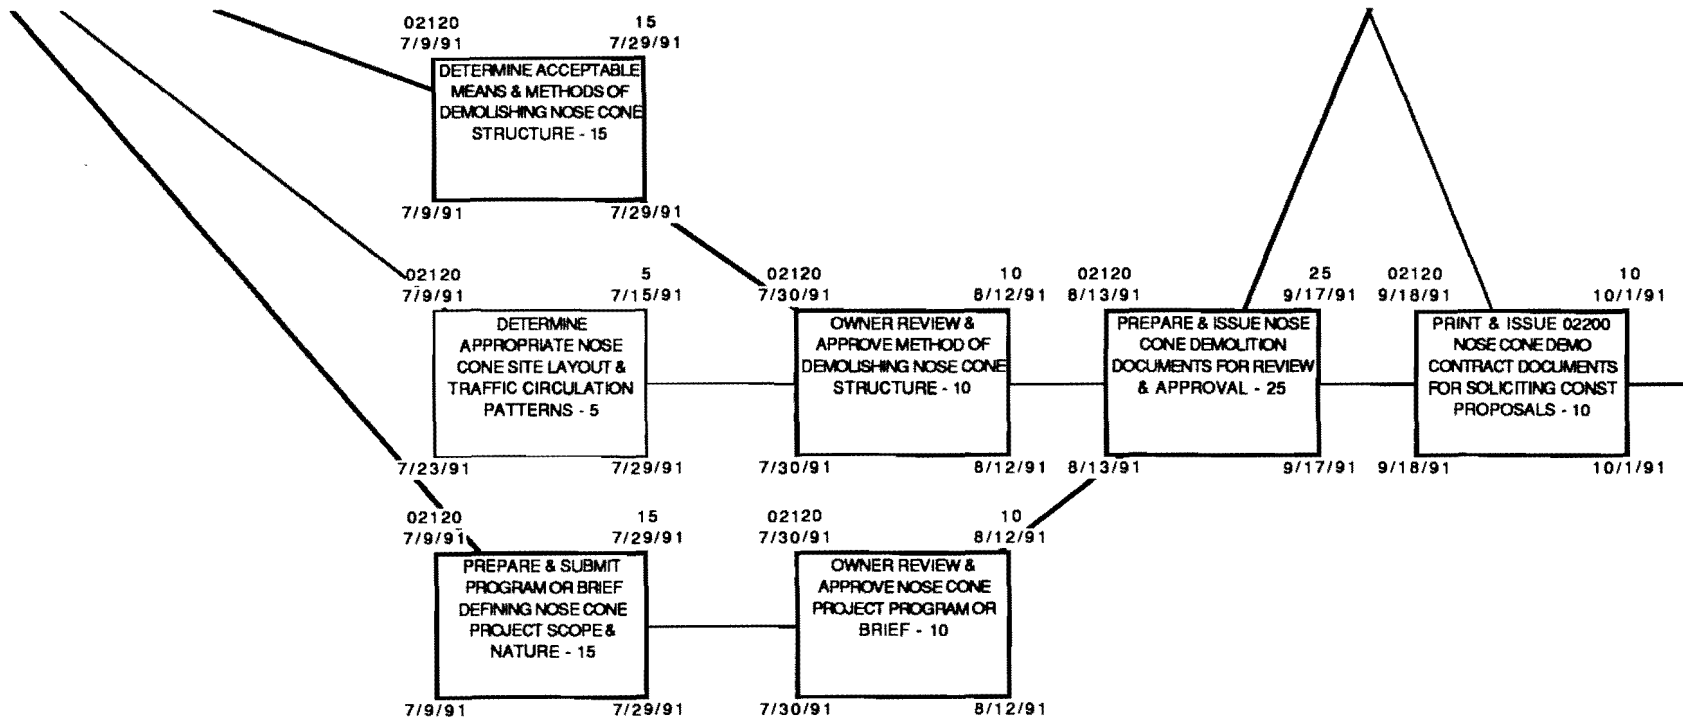 02120 15
7/9/91 7/29/91
DETERMINE ACCEPTABLE
MEANS & METHODS OF
DEMOLISHING NOSE CONE
STRUCTURE - 15
7/9/91 7/29/91
02120 5
7/9/91 7/15/91
DETERMINE
APPROPRIATE NOSE
CONE SITE LAYOUT &
TRAFFIC CIRCULATION
PATTERNS - 5
7/23/91 7/29/91
02120 10
7/30/91 8/12/91
OWNER REVIEW &
APPROVE METHOD OF
DEMOLISHING NOSE CONE
STRUCTURE - 10
7/30/91 8/12/91
02120 25
8/13/91 9/17/91
PREPARE & ISSUE NOSE
CONE DEMOLITION
DOCUMENTS FOR REVIEW
& APPROVAL - 25
8/13/91 9/17/91
02120 10
9/18/91 10/1/91
PRINT & ISSUE 02200
NOSE CONE DEMO
CONTRACT DOCUMENTS
FOR SOLICITING CONST
PROPOSALS - 10
9/18/91 10/1/91
02120 15
7/9/91 7/29/91
PREPARE & SUBMIT
PROGRAM OR BRIEF
DEFINING NOSE CONE
PROJECT SCOPE &
NATURE - 15
7/9/91 7/29/91
02120 10
7/30/91 8/12/91
OWNER REVIEW &
APPROVE NOSE CONE
PROJECT PROGRAM OR
BRIEF - 10
7/30/91 8/12/91